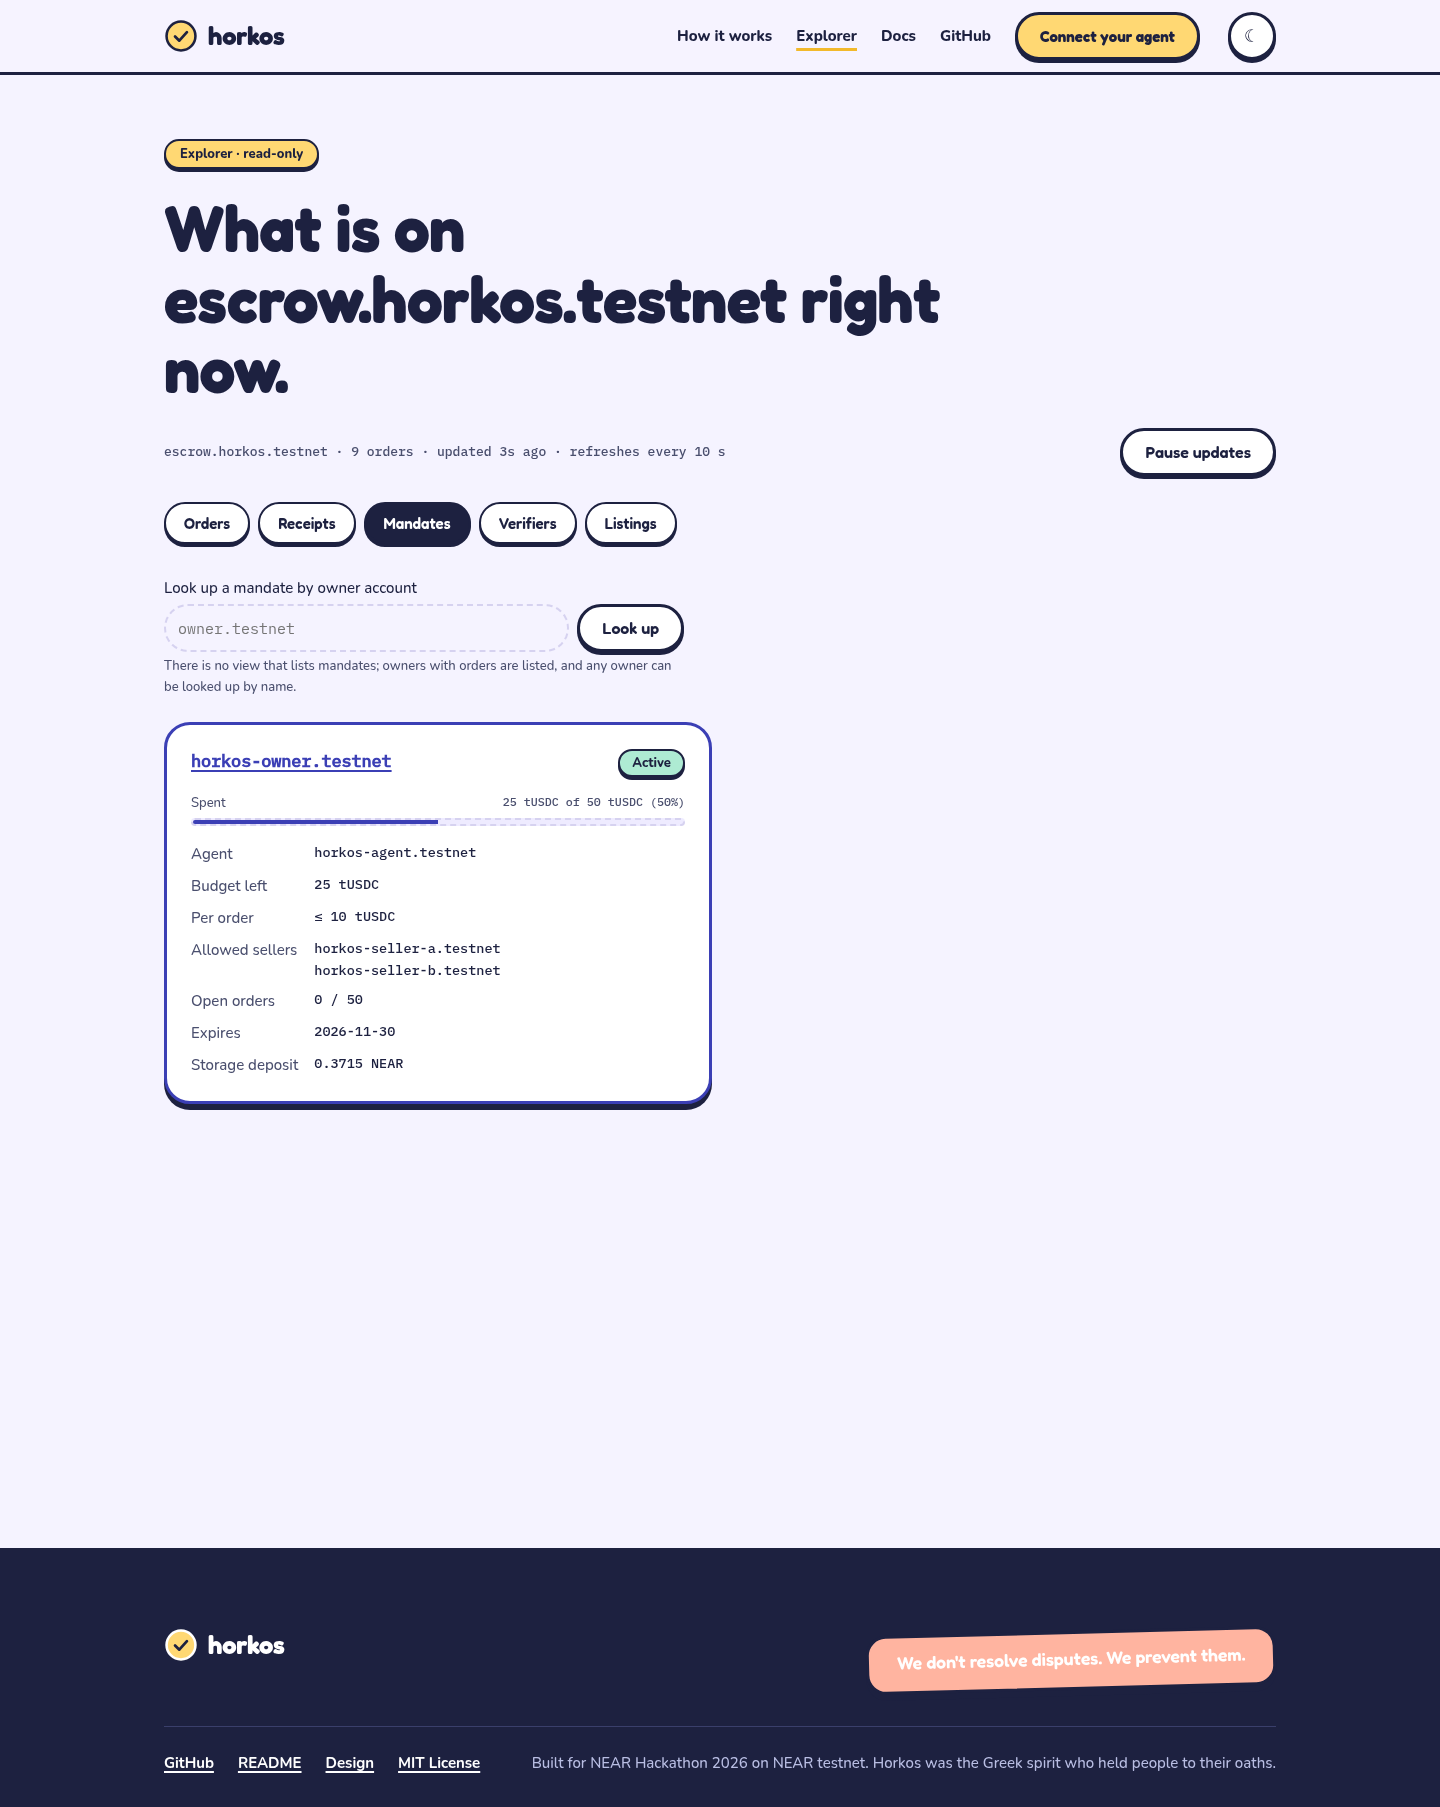 horkos
How it works Explorer Docs GitHub Connect your agent ☾
Explorer · read-only
What is on
escrow.horkos.testnet right
now.
escrow.horkos.testnet · 9 orders · updated 3s ago · refreshes every 10 s
Pause updates
Orders Receipts Mandates Verifiers Listings
Look up a mandate by owner account
owner.testnet Look up
There is no view that lists mandates; owners with orders are listed, and any owner can
be looked up by name.
horkos-owner.testnet Active
Spent 25 tUSDC of 50 tUSDC (50%)
Agent horkos-agent.testnet
Budget left 25 tUSDC
Per order ≤ 10 tUSDC
Allowed sellers horkos-seller-a.testnet
horkos-seller-b.testnet
Open orders 0 / 50
Expires 2026-11-30
Storage deposit 0.3715 NEAR
horkos
We don't resolve disputes. We prevent them.
GitHub README Design MIT License Built for NEAR Hackathon 2026 on NEAR testnet. Horkos was the Greek spirit who held people to their oaths.